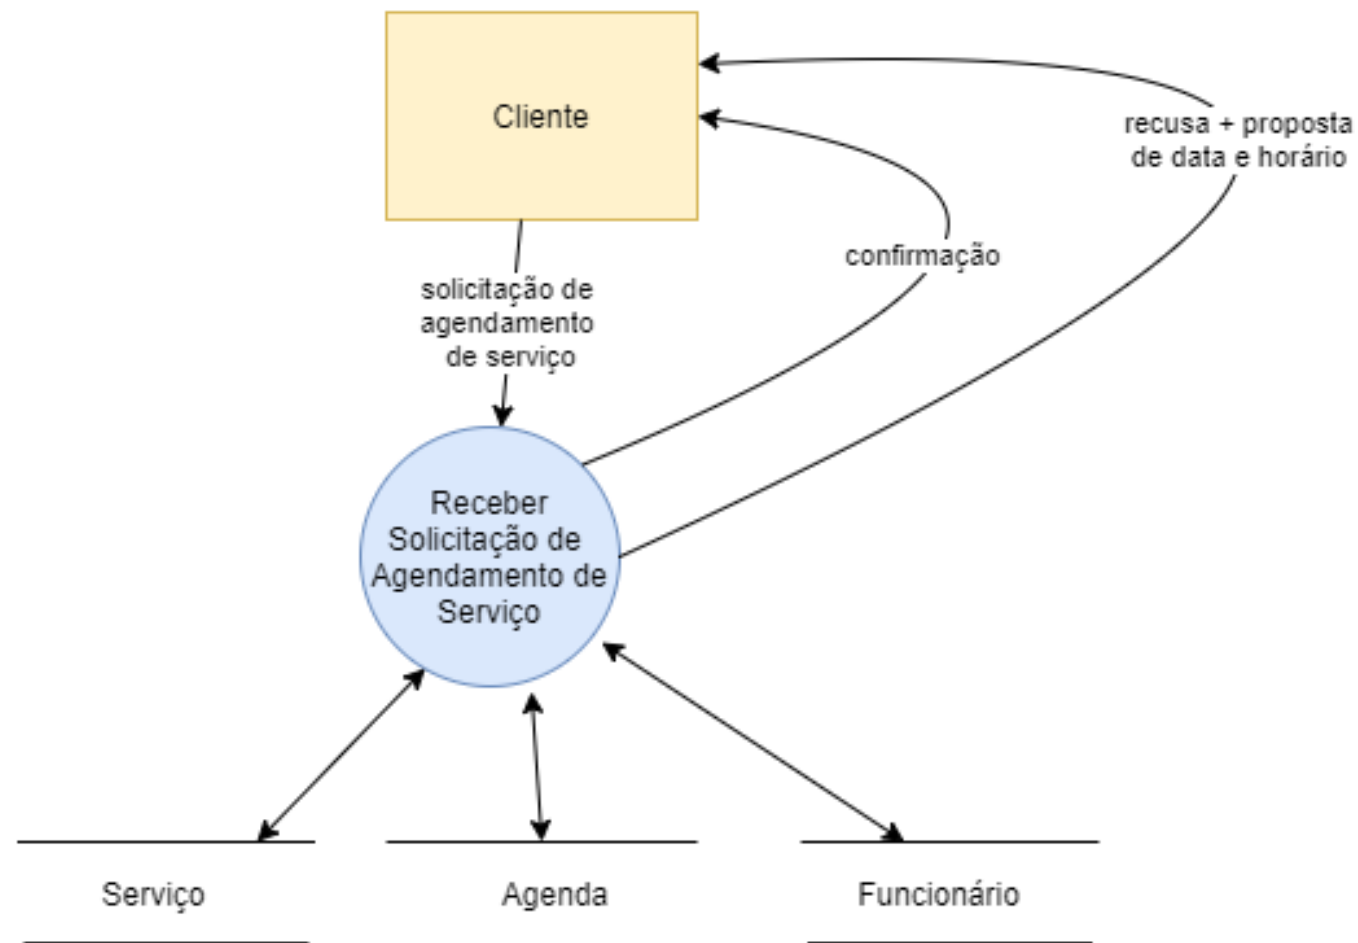 Cliente
recusa + proposta
de data e horário
confirmação
solicitação de
agendamento
de serviço
Receber
Solicitação de
Agendamento de
Serviço
Serviço
Agenda
Funcionário